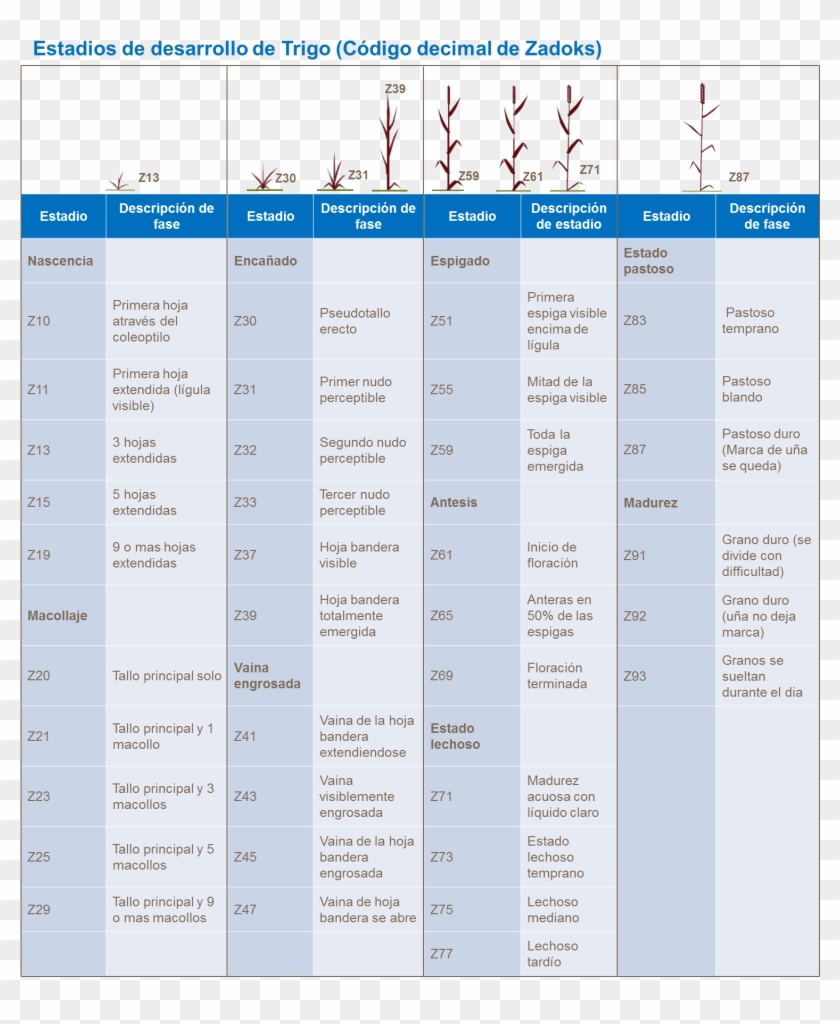 Estadios de desarrollo de Trigo (Código decimal de Zadoks)
Z13
Z30
Z31
Z39
Z59
Z61
Z71
Z87
Estadio
Descripción de
fase
Estadio
Descripción de
fase
Estadio
Descripción
de estadio
Estadio
Descripción
de fase
Nascencia
Z10
Primera hoja
através del
coleoptilo
Z11
Primera hoja
extendida (lígula
visible)
Z13
3 hojas
extendidas
Z15
5 hojas
extendidas
Z19
9 o mas hojas
extendidas
Macollaje
Z20
Tallo principal solo
Z21
Tallo principal y 1
macollo
Z23
Tallo principal y 3
macollos
Z25
Tallo principal y 5
macollos
Z29
Tallo principal y 9
o mas macollos
Encañado
Z30
Pseudotallo
erecto
Z31
Primer nudo
perceptible
Z32
Segundo nudo
perceptible
Z33
Tercer nudo
perceptible
Z37
Hoja bandera
visible
Z39
Hoja bandera
totalmente
emergida
Vaina
engrosada
Z41
Vaina de la hoja
bandera
extendiendose
Z43
Vaina
visiblemente
engrosada
Z45
Vaina de la hoja
bandera
engrosada
Z47
Vaina de hoja
bandera se abre
Espigado
Z51
Primera
espiga visible
encima de
lígula
Z55
Mitad de la
espiga visible
Z59
Toda la
espiga
emergida
Antesis
Z61
Inicio de
floración
Z65
Anteras en
50% de las
espigas
Z69
Floración
terminada
Estado
lechoso
Z71
Madurez
acuosa con
líquido claro
Z73
Estado
lechoso
temprano
Z75
Lechoso
mediano
Z77
Lechoso
tardío
Estado
pastoso
Z83
Pastoso
temprano
Z85
Pastoso
blando
Z87
Pastoso duro
(Marca de uña
se queda)
Madurez
Z91
Grano duro (se
divide con
difficultad)
Z92
Grano duro
(uña no deja
marca)
Z93
Granos se
sueltan
durante el dia